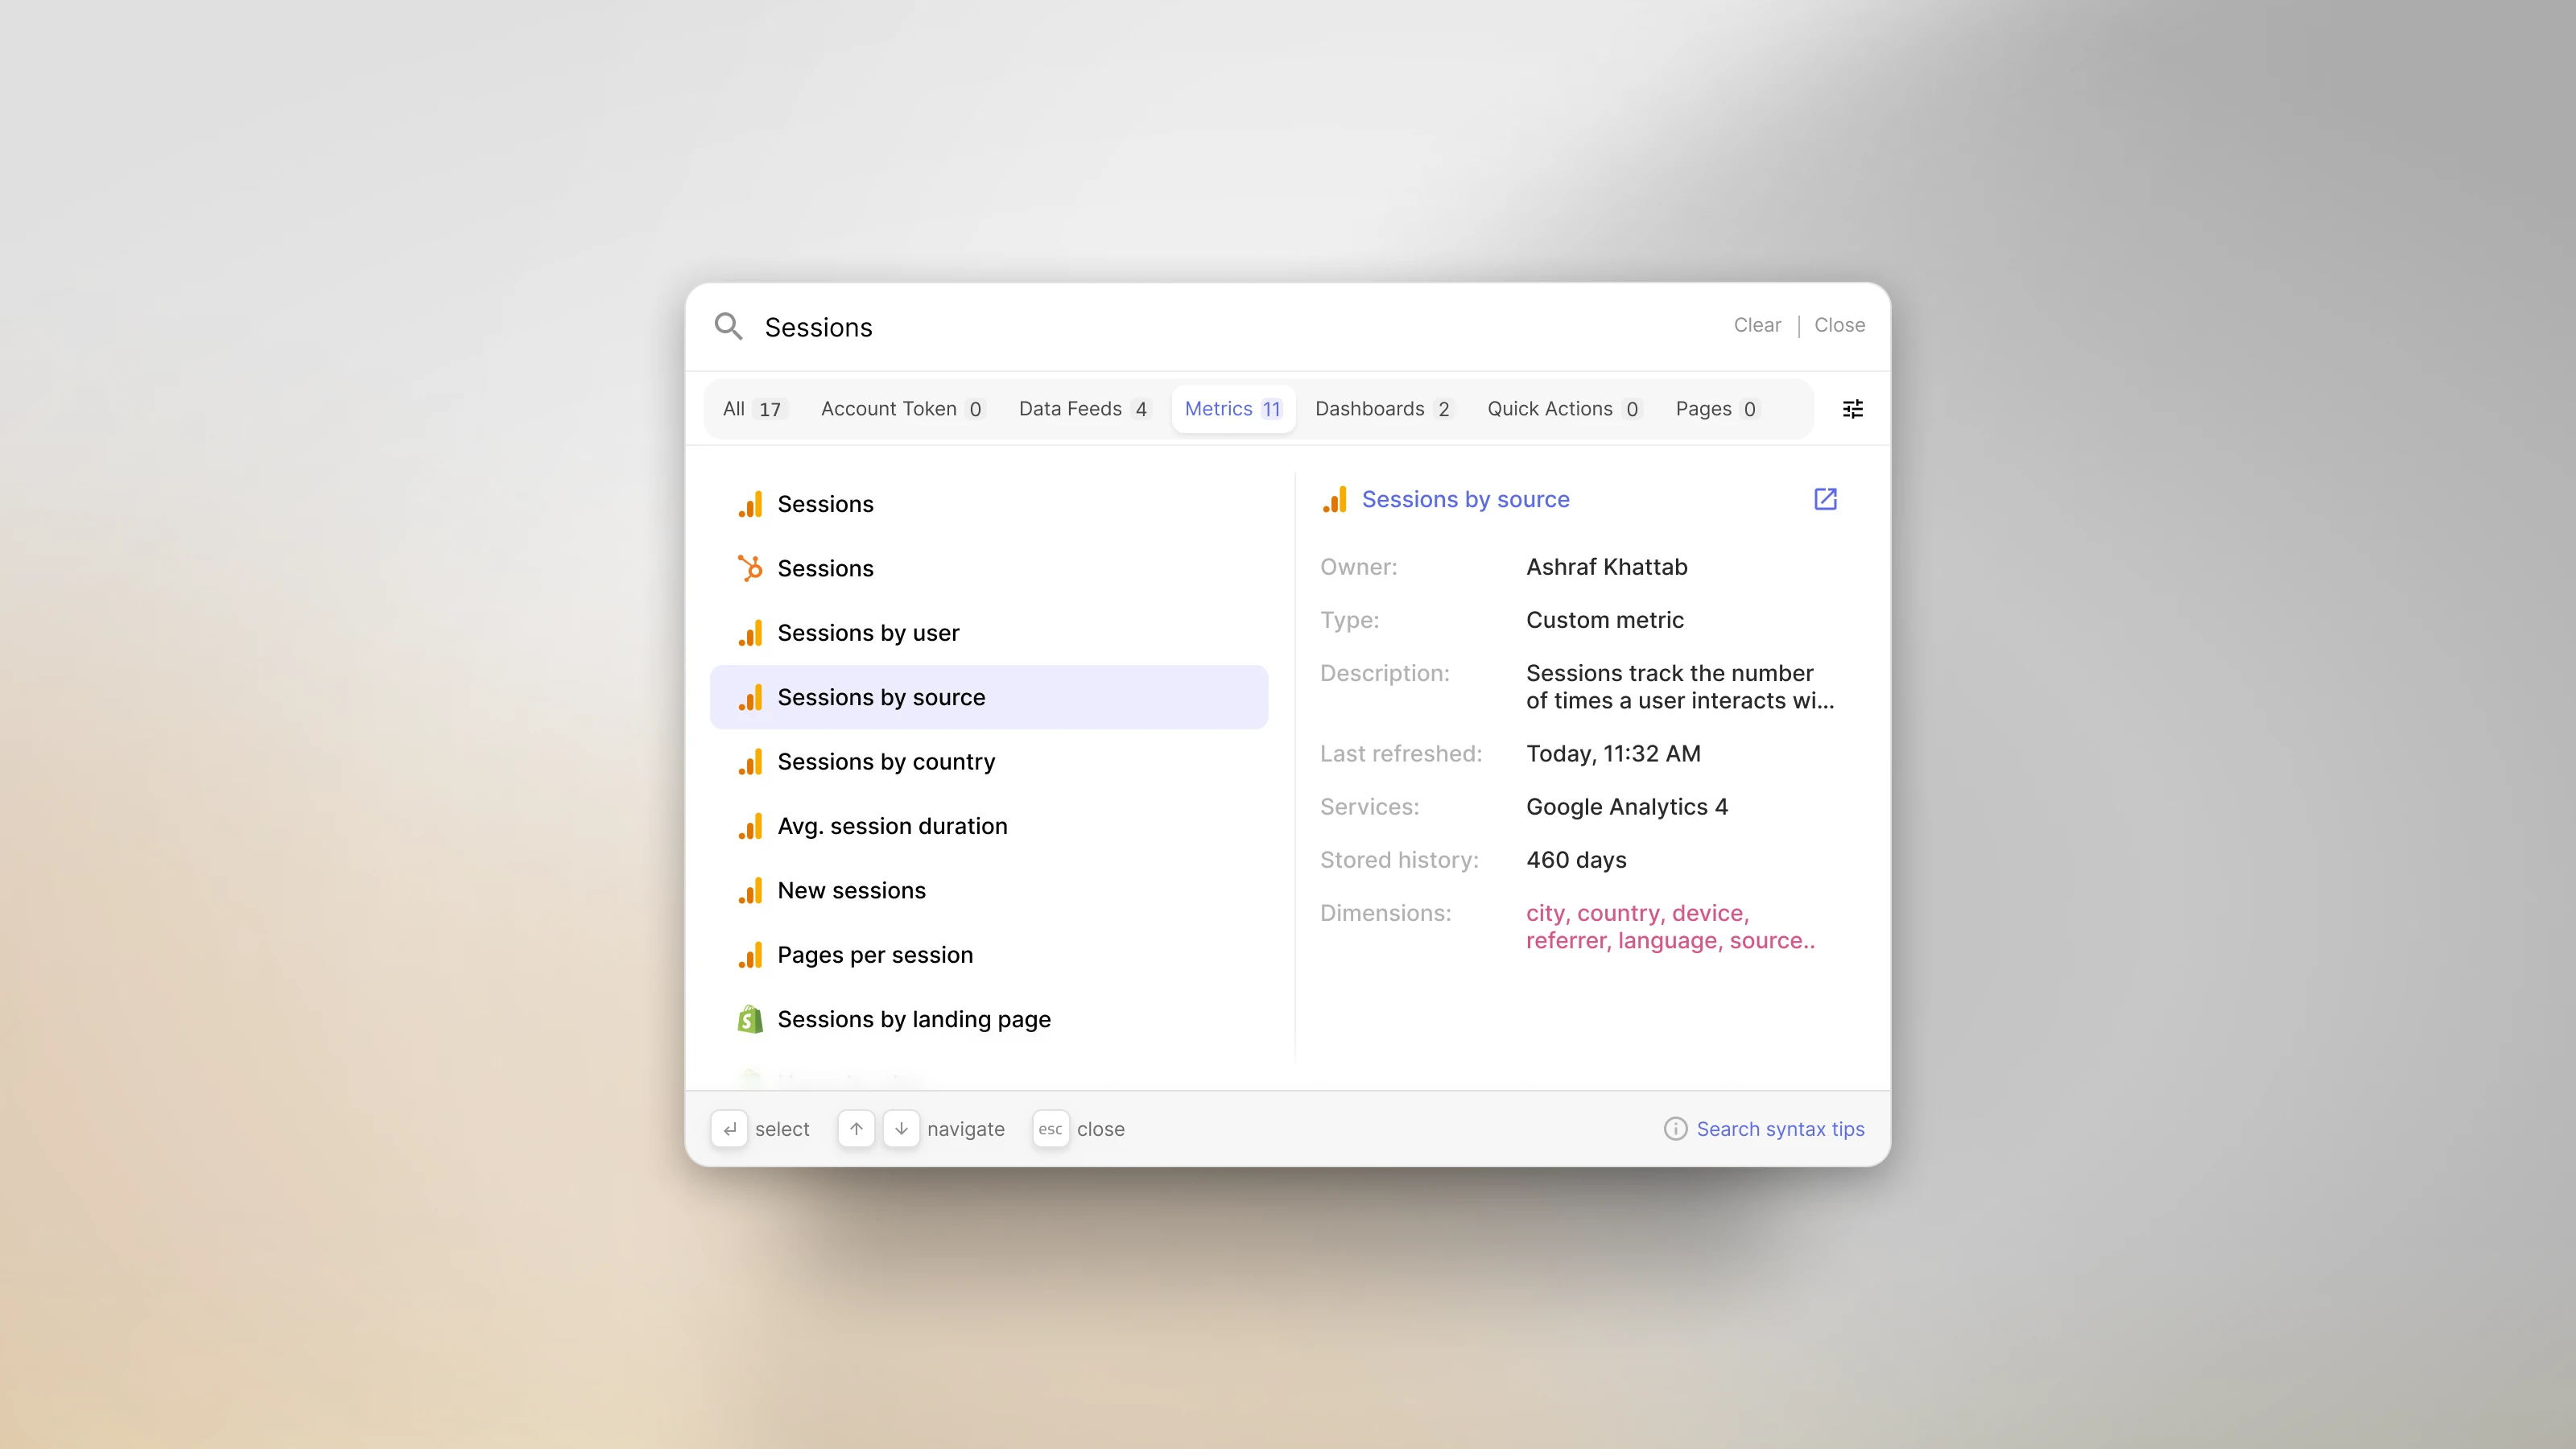 Sessions
Clear | Close
All 17 Account Token 0 Data Feeds 4 Metrics 11 Dashboards 2 Quick Actions 0 Pages 0
Sessions
Sessions
Sessions by user
Sessions by source
Sessions by country
Avg. session duration
New sessions
Pages per session
Sessions by landing page
Sessions by source
Owner: Ashraf Khattab
Type: Custom metric
Description: Sessions track the number
of times a user interacts wi...
Last refreshed: Today, 11:32 AM
Services: Google Analytics 4
Stored history: 460 days
Dimensions: city, country, device,
referrer, language, source..
select navigate esc close
Search syntax tips